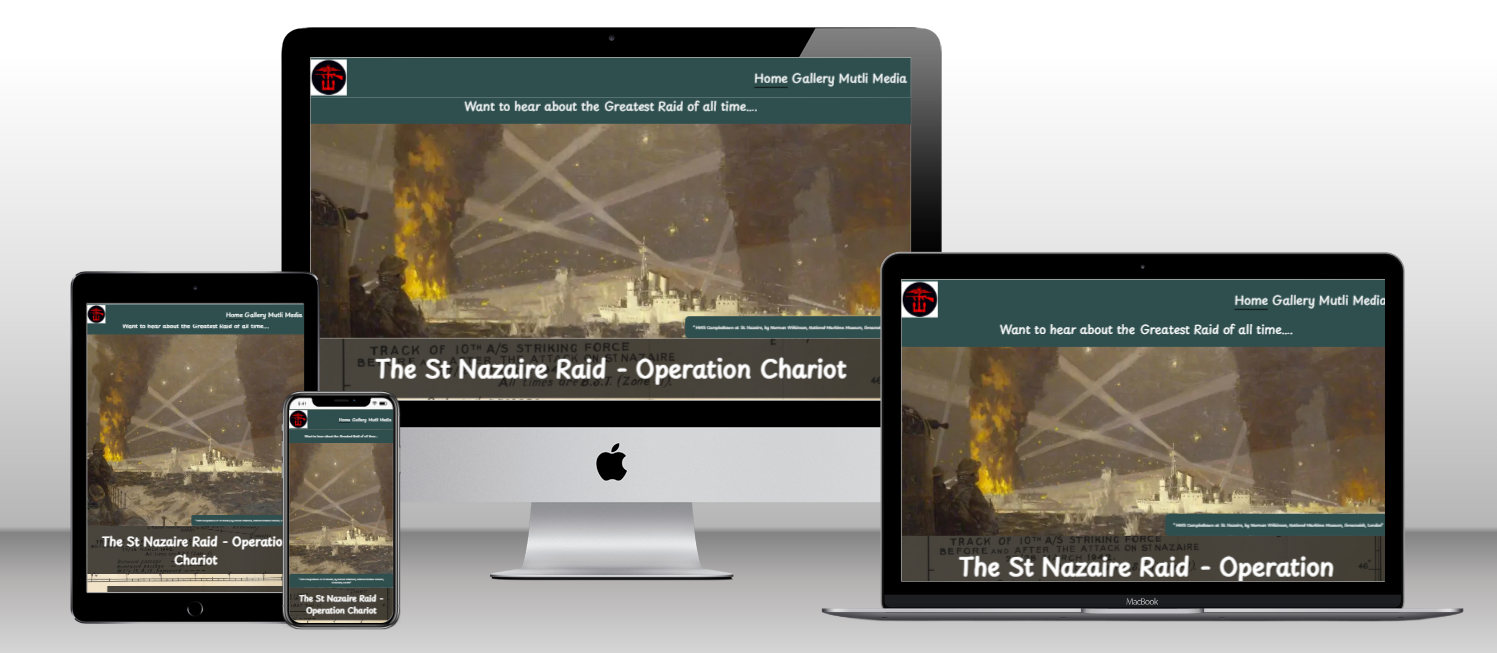 Home Gallery Mutli Media
Want to hear about the Greatest Raid of all time....
"HMS Campbeltown at St. Nazaire, by Norman Wilkinson, National Maritime Museum,
TRACK OF 10TH A/S STRIKING FORCE
BEFORE AND AFTER THE ATTACK ON ST NAZAIRE
The St Nazaire Raid - Operation Chariot
All times are B.S.T. (Zone
Home Gallery Mutli Media
Want to hear about the Greatest Raid of all time....
The St Nazaire Raid - Operatio
Chariot
9:41
Home Gallery Mutli Media
Want to hear about the Greatest Raid of all time....
The St Nazaire Raid -
Operation Chariot
Home Gallery Mutli Media
Want to hear about the Greatest Raid of all time....
"HMS Campbeltown at St. Nazaire, by Norman Wilkinson, National Maritime Museum, Greenwich, London"
TRACK OF 10TH A/S STRIKING FORCE
BEFORE AND AFTER THE ATTACK ON ST NAZAIRE
The St Nazaire Raid - Operation
MacBook